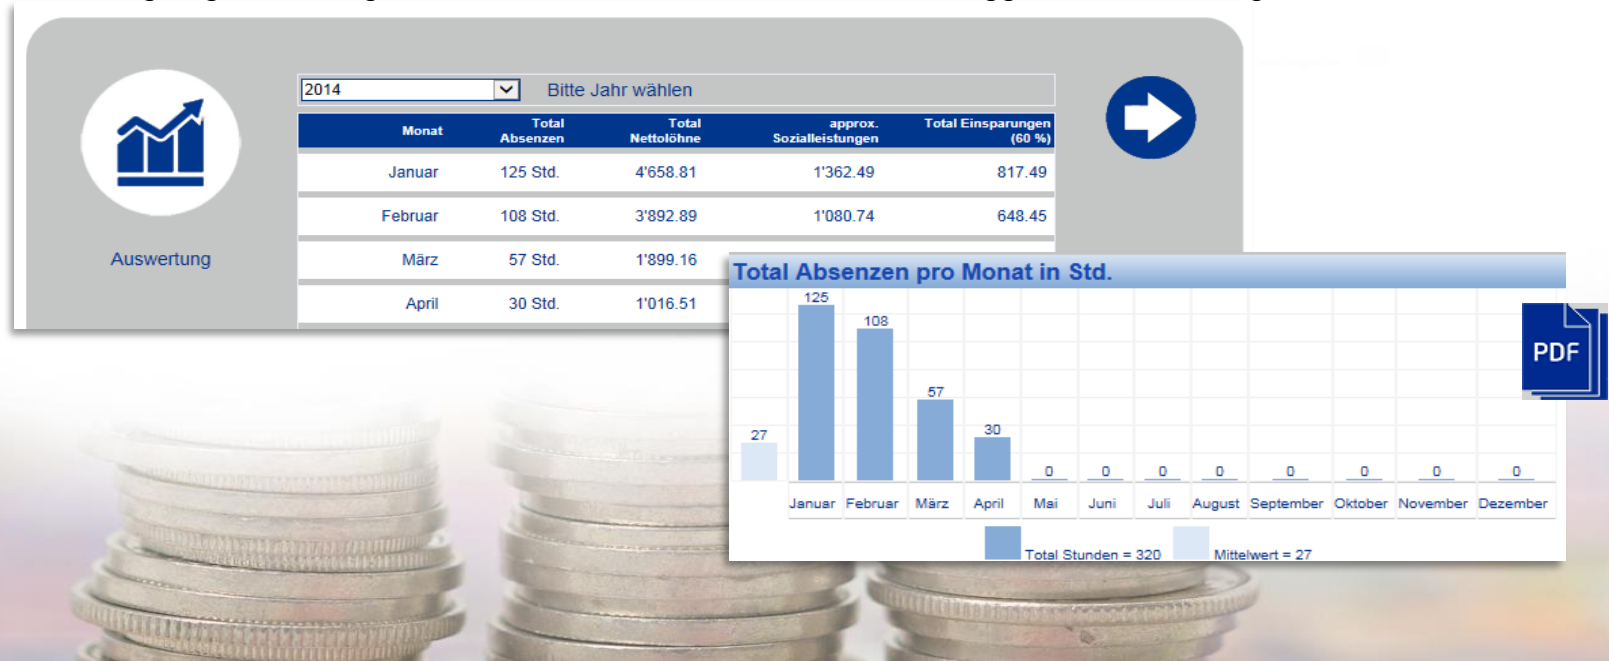 2014 Bitte Jahr wählen
Monat Total Absenzen Total Nettolöhne approx. Sozialleistungen Total Einsparungen (60 %)
Januar 125 Std. 4'658.81 1'362.49 817.49
Februar 108 Std. 3'892.89 1'080.74 648.45
Auswertung
März 57 Std. 1'899.16
April 30 Std. 1'016.51
Total Absenzen pro Monat in Std.
125
108
57
30
27
0 0 0 0 0 0 0 0
Januar Februar März April Mai Juni Juli August September Oktober November Dezember
Total Stunden = 320 Mittelwert = 27
PDF